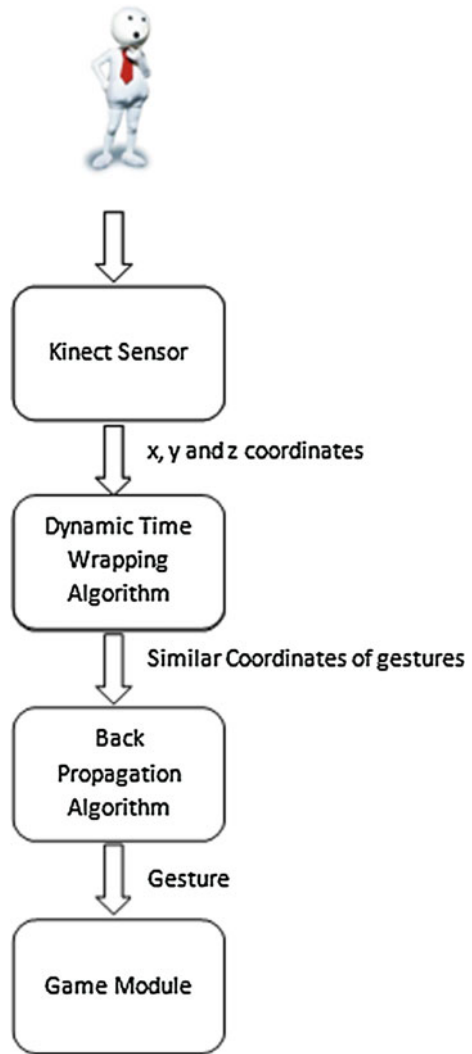 Kinect Sensor
x, y and z coordinates
Dynamic Time
Wrapping
Algorithm
Similar Coordinates of gestures
Back
Propagation
Algorithm
Gesture
Game Module